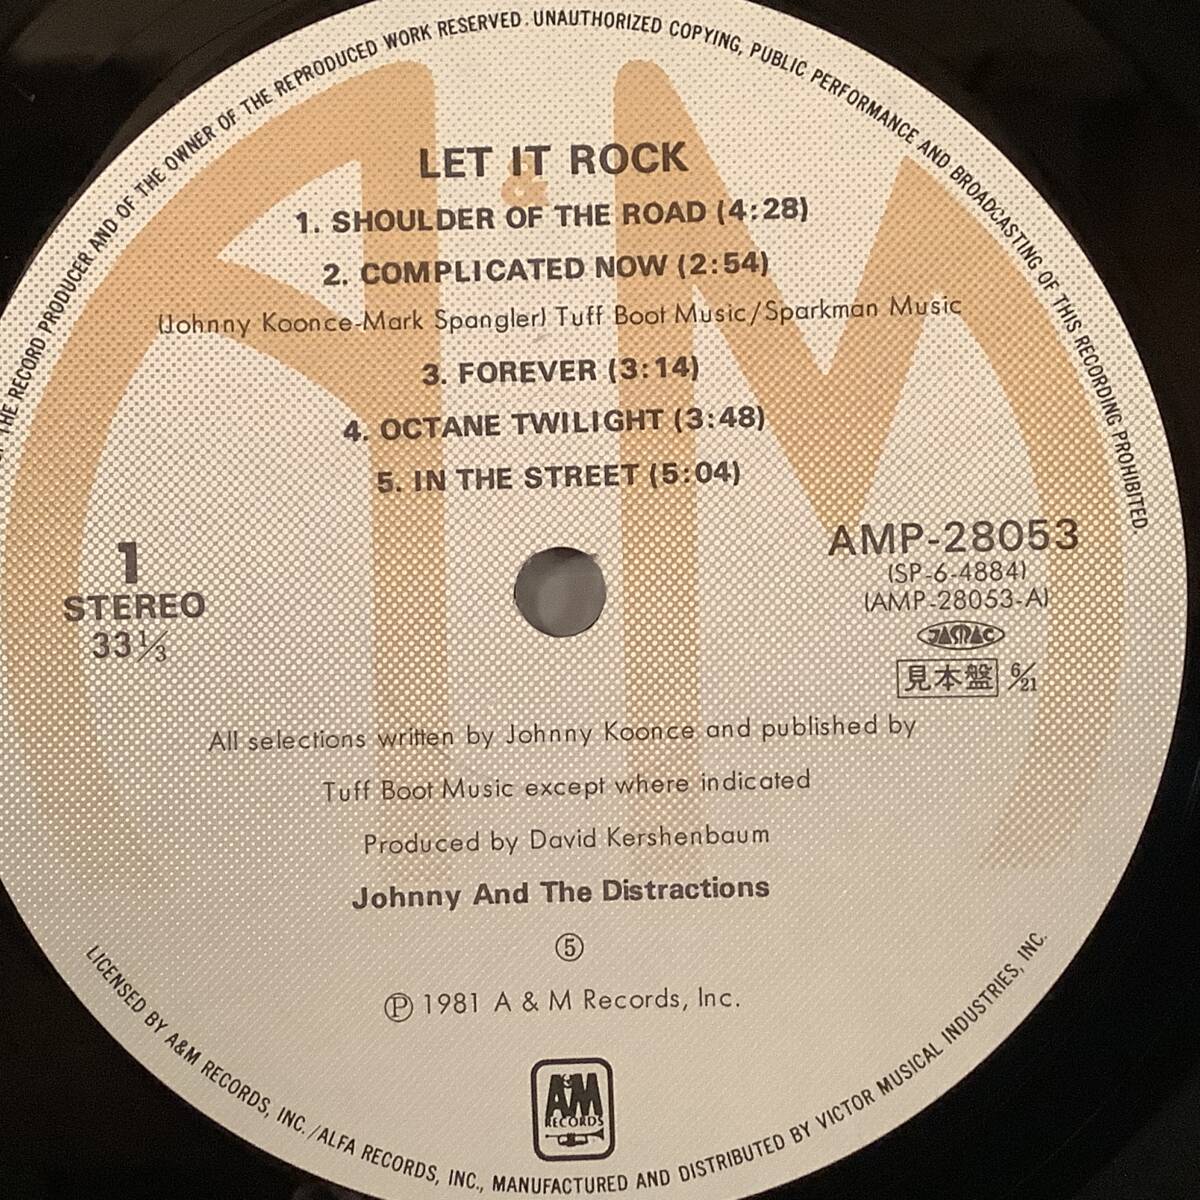 THE RECORD PRODUCER AND OF THE OWNER OF THE REPRODUCED WORK RESERVED. UNAUTHORIZED COPYING, PUBLIC PERFORMANCE AND BROADCASTING OF THIS RECORDING PROHIBITED.
LET IT ROCK
1. SHOULDER OF THE ROAD (4:28)
2. COMPLICATED NOW (2:54)
(Johnny Koonce-Mark Spangler) Tuff Boot Music/Sparkman Music
3. FOREVER (3:14)
4. OCTANE TWILIGHT (3:48)
5. IN THE STREET (5:04)
1
STEREO
33 1/3
AMP-28053
(SP-6-4884)
(AMP-28053-A)
JASRAC
見本盤 6/21
All selections written by Johnny Koonce and published by
Tuff Boot Music except where indicated
Produced by David Kershenbaum
Johnny And The Distractions
⑤
Ⓟ 1981 A & M Records, Inc.
A&M
RECORDS
LICENSED BY A&M RECORDS, INC./ALFA RECORDS, INC., MANUFACTURED AND DISTRIBUTED BY VICTOR MUSICAL INDUSTRIES, INC.